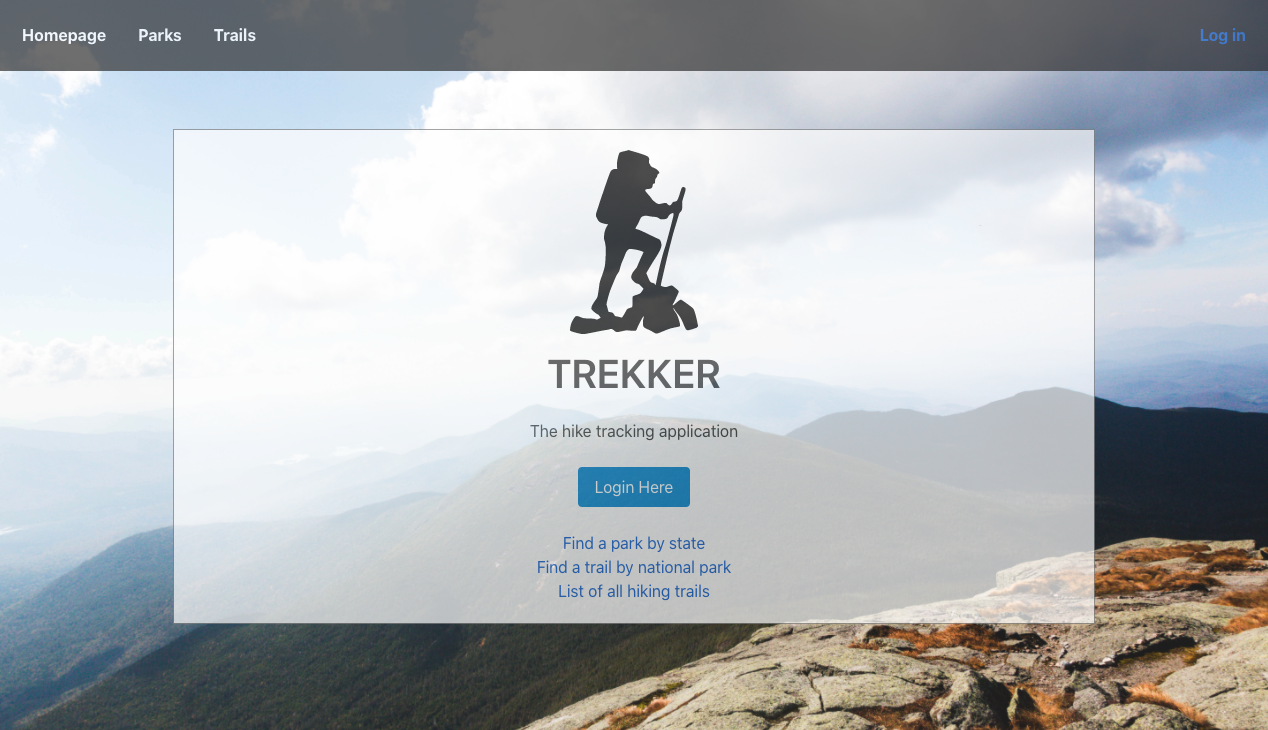 Homepage Parks Trails Log in
TREKKER
The hike tracking application
Login Here
Find a park by state
Find a trail by national park
List of all hiking trails